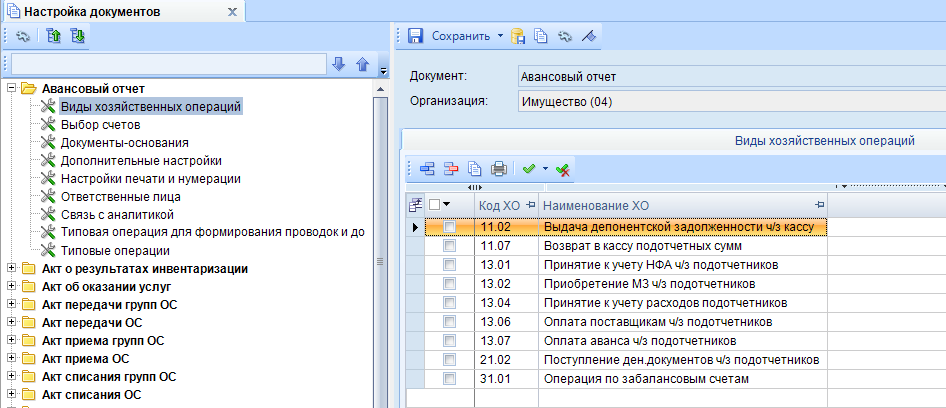 Настройка документов
Авансовый отчет
Виды хозяйственных операций
Выбор счетов
Документы-основания
Дополнительные настройки
Настройки печати и нумерации
Ответственные лица
Связь с аналитикой
Типовая операция для формирования проводок и до
Типовые операции
Акт о результатах инвентаризации
Акт об оказании услуг
Акт передачи групп ОС
Акт передачи ОС
Акт приема групп ОС
Акт приема ОС
Акт списания групп ОС
Акт списания ОС
Сохранить
Документ: Авансовый отчет
Организация: Имущество (04)
Виды хозяйственных операций
Код ХО Наименование ХО
11.02 Выдача депонентской задолженности ч/з кассу
11.07 Возврат в кассу подотчетных сумм
13.01 Принятие к учету НФА ч/з подотчетников
13.02 Приобретение МЗ ч/з подотчетников
13.04 Принятие к учету расходов подотчетников
13.06 Оплата поставщикам ч/з подотчетников
13.07 Оплата аванса ч/з подотчетников
21.02 Поступление ден.документов ч/з подотчетников
31.01 Операция по забалансовым счетам